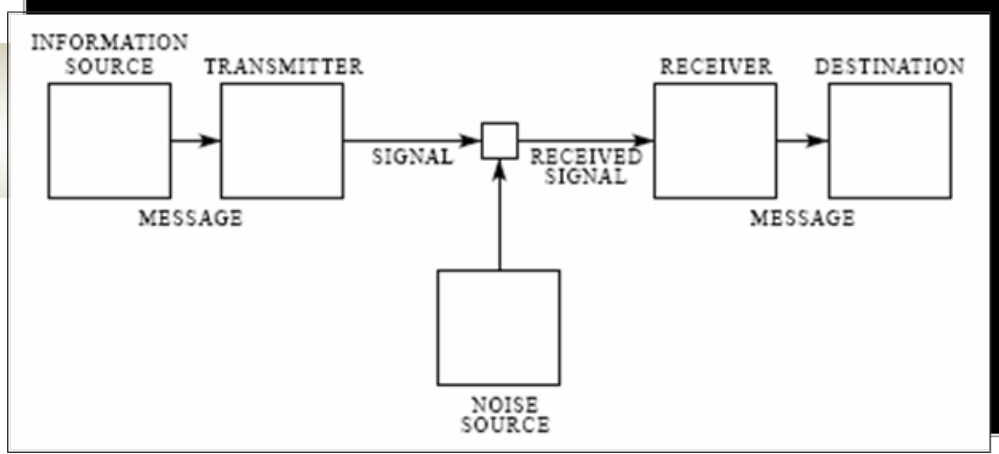 INFORMATION
SOURCE
TRANSMITTER
RECEIVER
DESTINATION
SIGNAL
RECEIVED
SIGNAL
MESSAGE
MESSAGE
NOISE
SOURCE